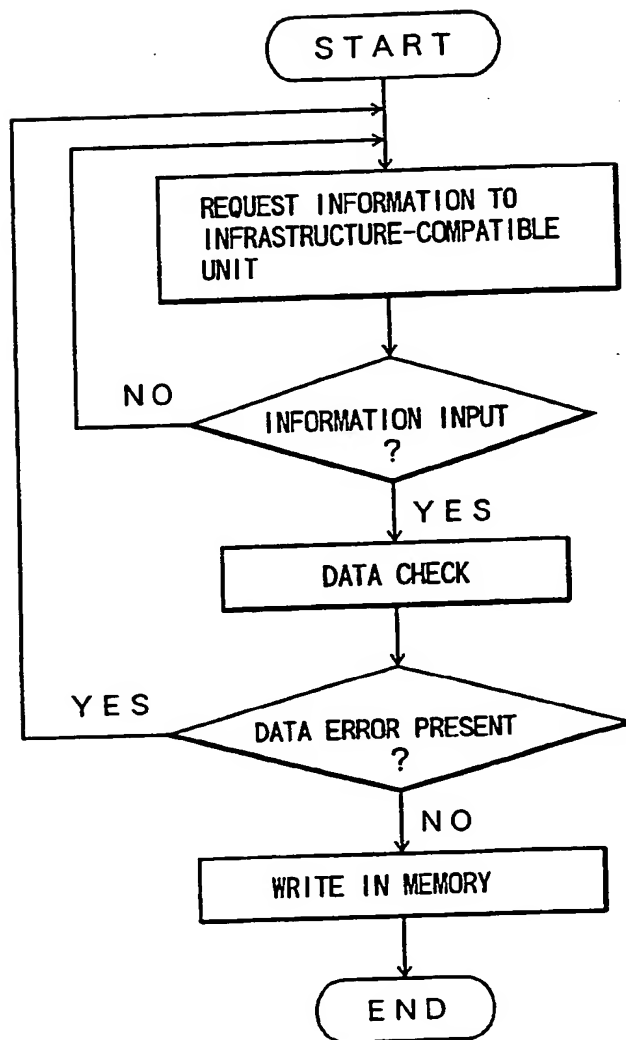 START
REQUEST INFORMATION TO
INFRASTRUCTURE-COMPATIBLE
UNIT
NO
INFORMATION INPUT
?
YES
DATA CHECK
YES
DATA ERROR PRESENT
?
NO
WRITE IN MEMORY
END